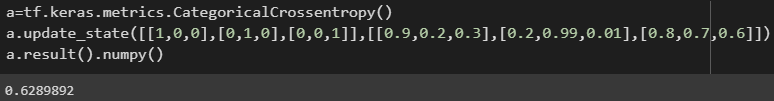 a=tf.keras.metrics.CategoricalCrossentropy()
a.update_state([[1,0,0],[0,1,0],[0,0,1]],[[0.9,0.2,0.3],[0.2,0.99,0.01],[0.8,0.7,0.6]])
a.result().numpy()
0.6289892